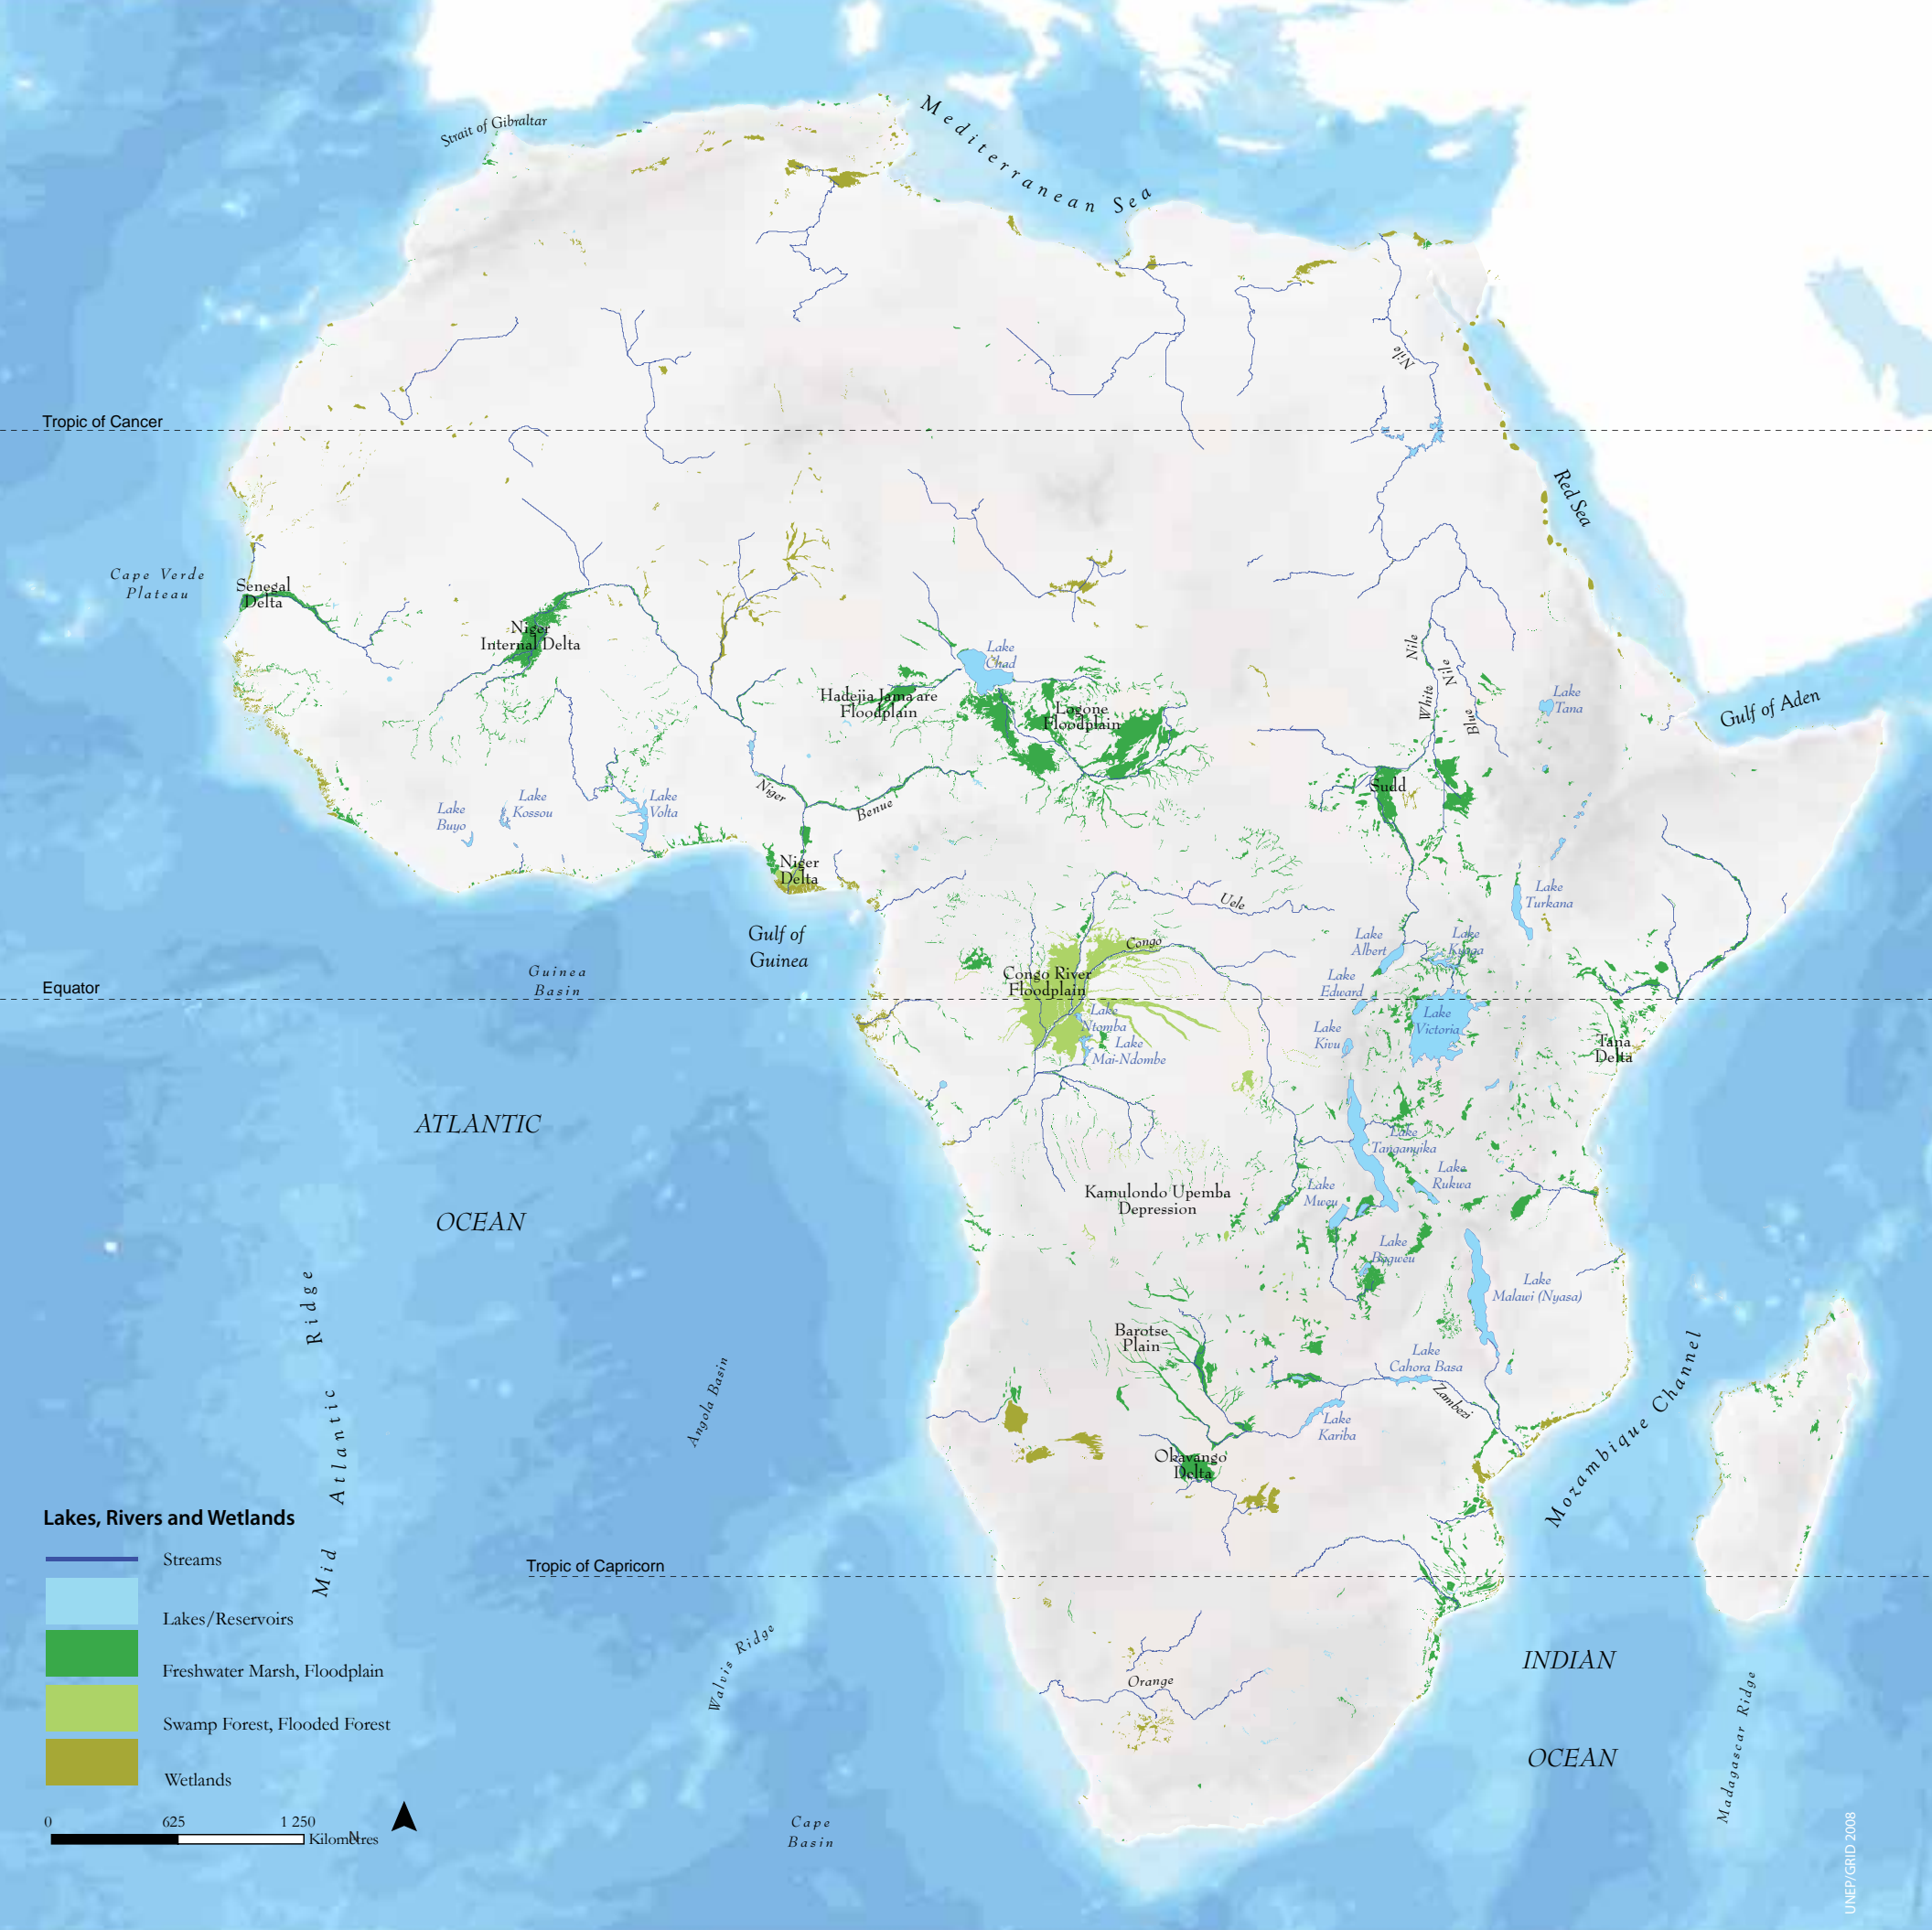 Strait of Gibraltar
Mediterranean Sea
Nile
Tropic of Cancer
Red Sea
Cape Verde
Plateau
Senegal
Delta
Niger
Internal Delta
Lake
Chad
Hadejia Jama'are
Floodplain
Logone
Floodplain
Nile
White
Nile
Blue
Lake
Tana
Gulf of Aden
Lake
Buyo
Lake
Kossou
Lake
Volta
Niger
Benue
Sudd
Niger
Delta
Uele
Lake
Turkana
Gulf of
Guinea
Congo
Lake
Albert
Lake
Kyoga
Guinea
Basin
Congo River
Floodplain
Lake
Edward
Equator
Lake
Ntomba
Lake
Victoria
Lake
Kivu
Lake
Mai-Ndombe
Tana
Delta
ATLANTIC
OCEAN
Lake
Tanganyika
Lake
Rukwa
Kamulondo Upemba
Depression
Lake
Mweu
Lake
Bagweu
Lake
Malawi (Nyasa)
Barotse
Plain
Lake
Cahora Basa
Zambezi
Lake
Kariba
Okavango
Delta
Mozambique Channel
Mid Atlantic Ridge
Angola Basin
Tropic of Capricorn
Walvis Ridge
Orange
INDIAN
OCEAN
Madagascar Ridge
Cape
Basin
Lakes, Rivers and Wetlands
Streams
Lakes/Reservoirs
Freshwater Marsh, Floodplain
Swamp Forest, Flooded Forest
Wetlands
0 625 1 250
Kilometres
N
UNEP/GRID 2008